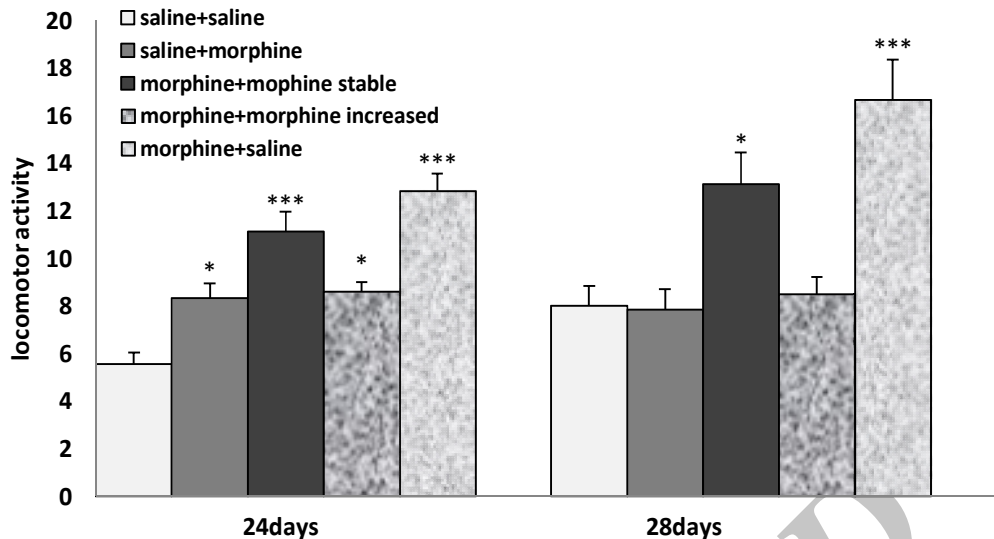 20
18
16
14
12
10
8
6
4
2
0
locomotor activity
saline+saline
saline+morphine
morphine+mophine stable
morphine+morphine increased
morphine+saline
*
***
*
***
*
***
24days
28days